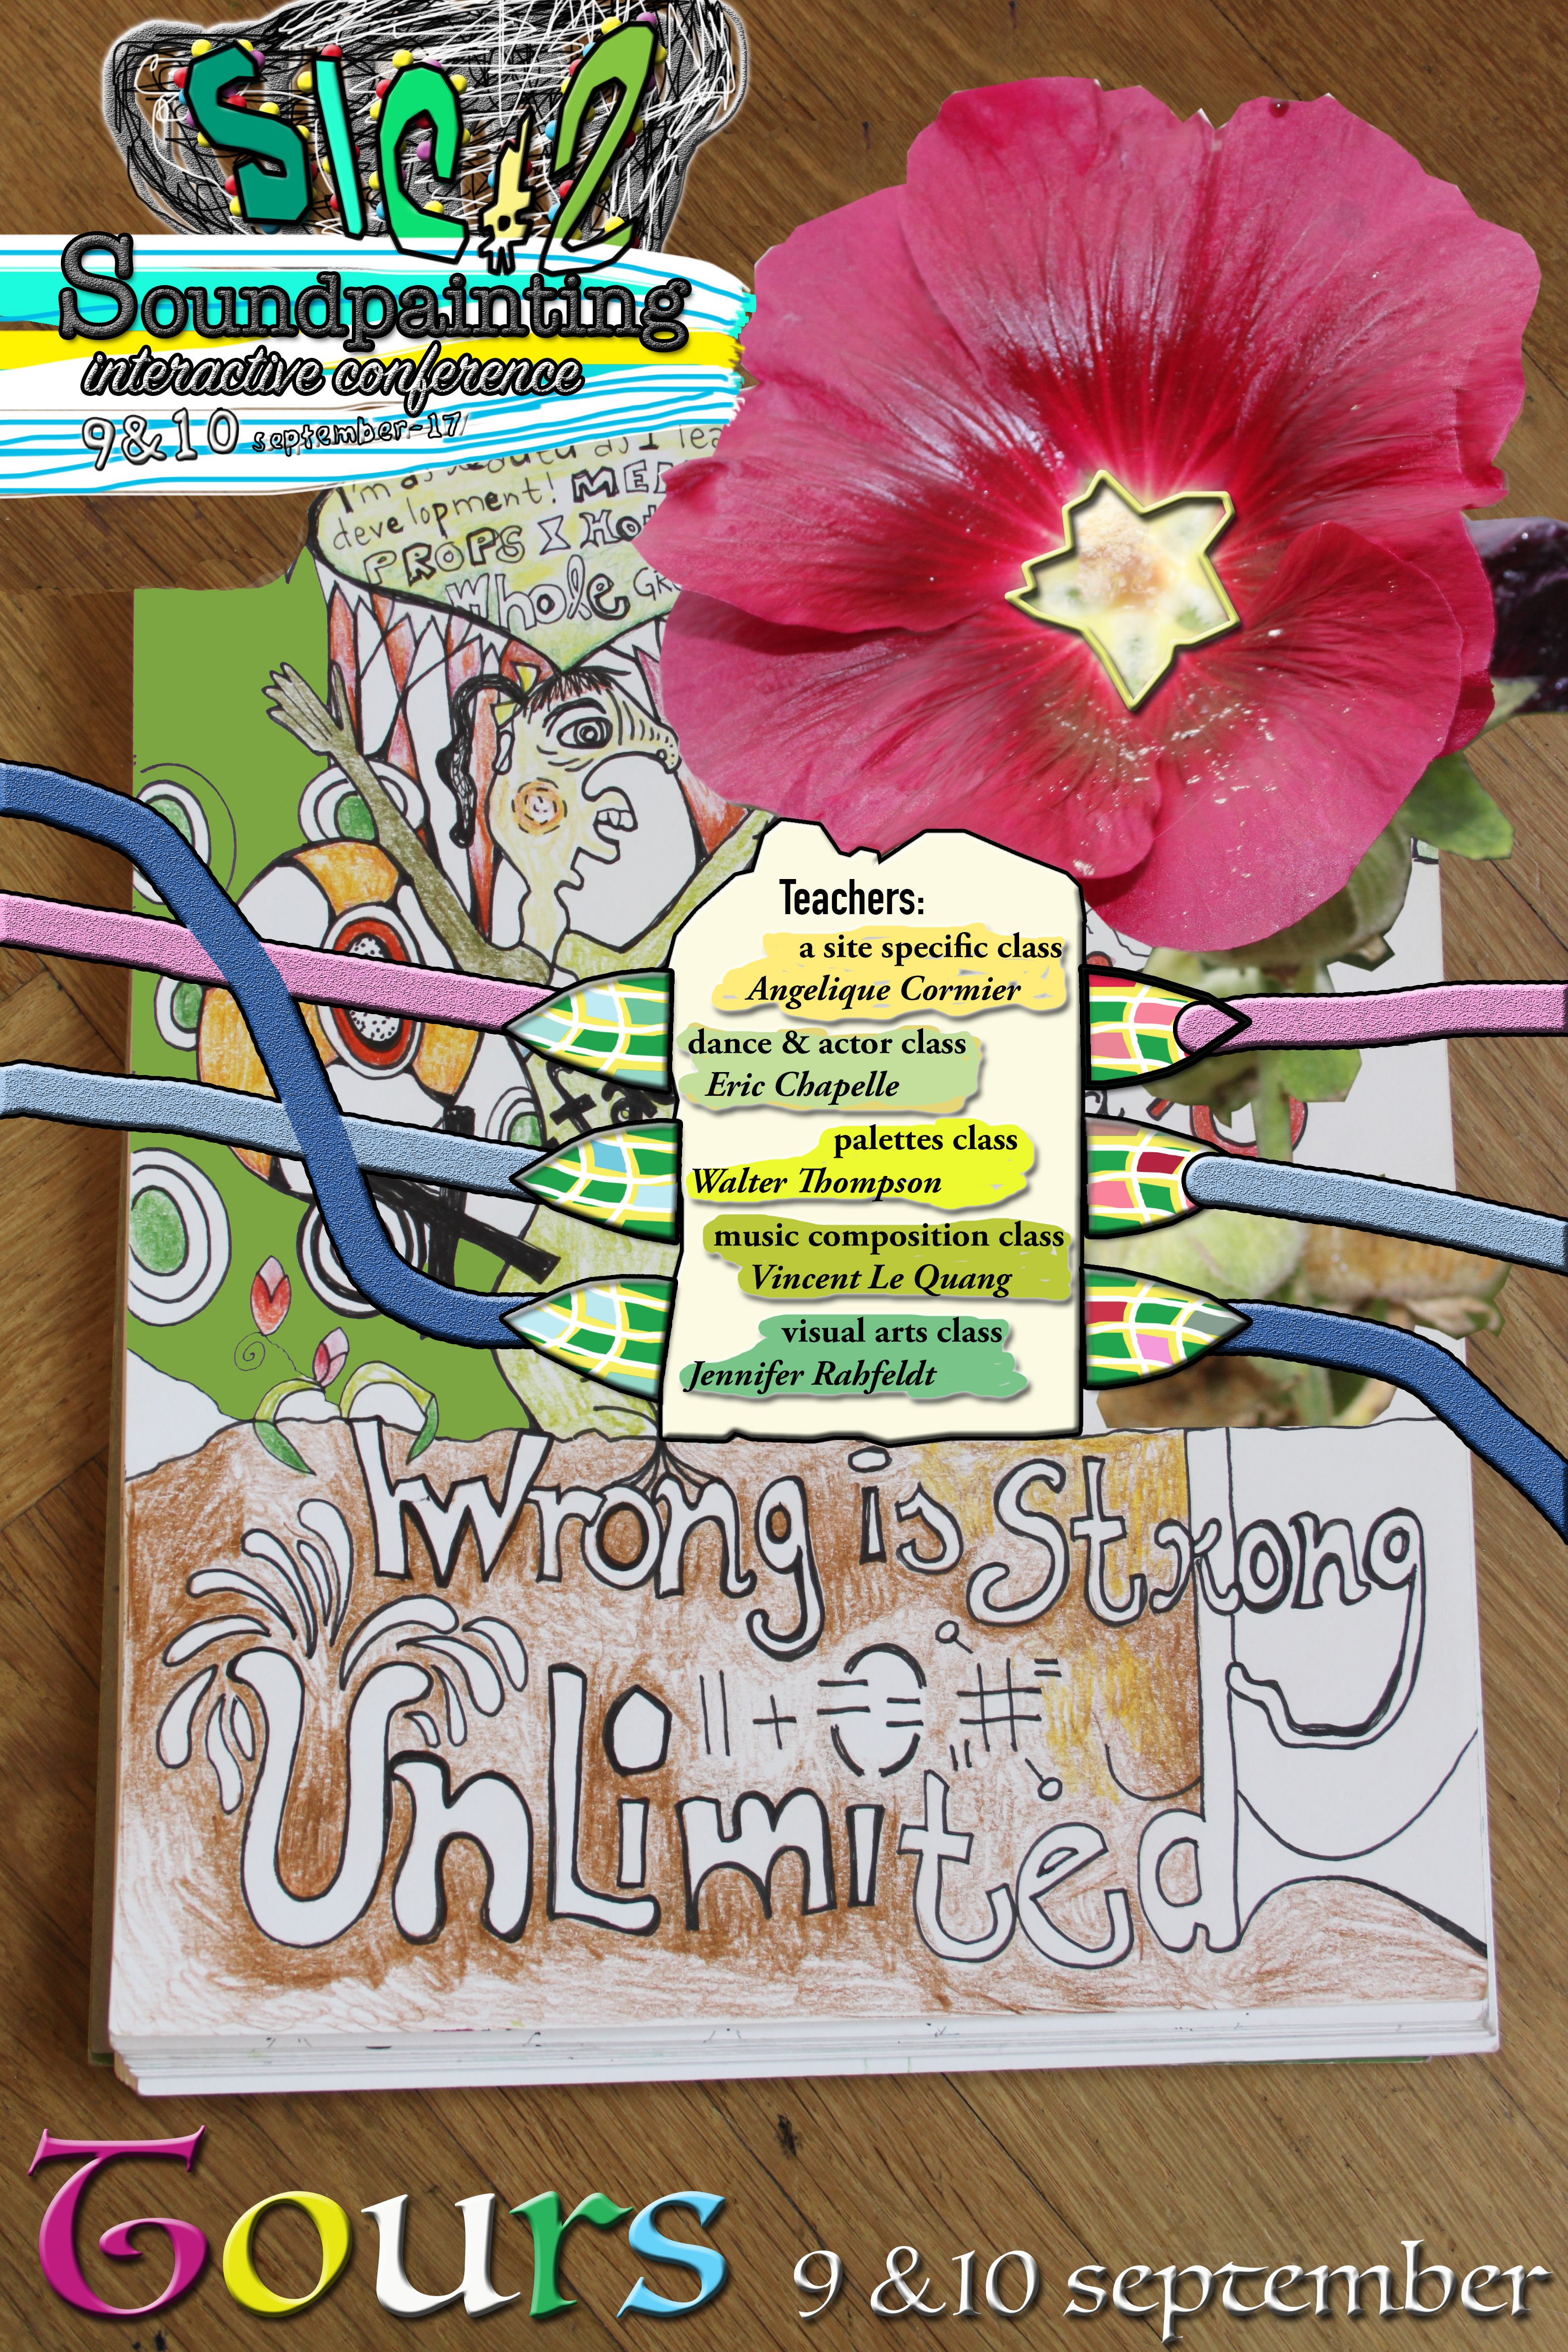 SIC#2
Soundpainting
interactive conference
9&10 september-17
development!
PROPS & Hot
Whole
Teachers:
a site specific class
Angelique Cormier
dance & actor class
Eric Chapelle
palettes class
Walter Thompson
music composition class
Vincent Le Quang
visual arts class
Jennifer Rahfeldt
Wrong is Strong
Unlimited
Tours
9 &10 september